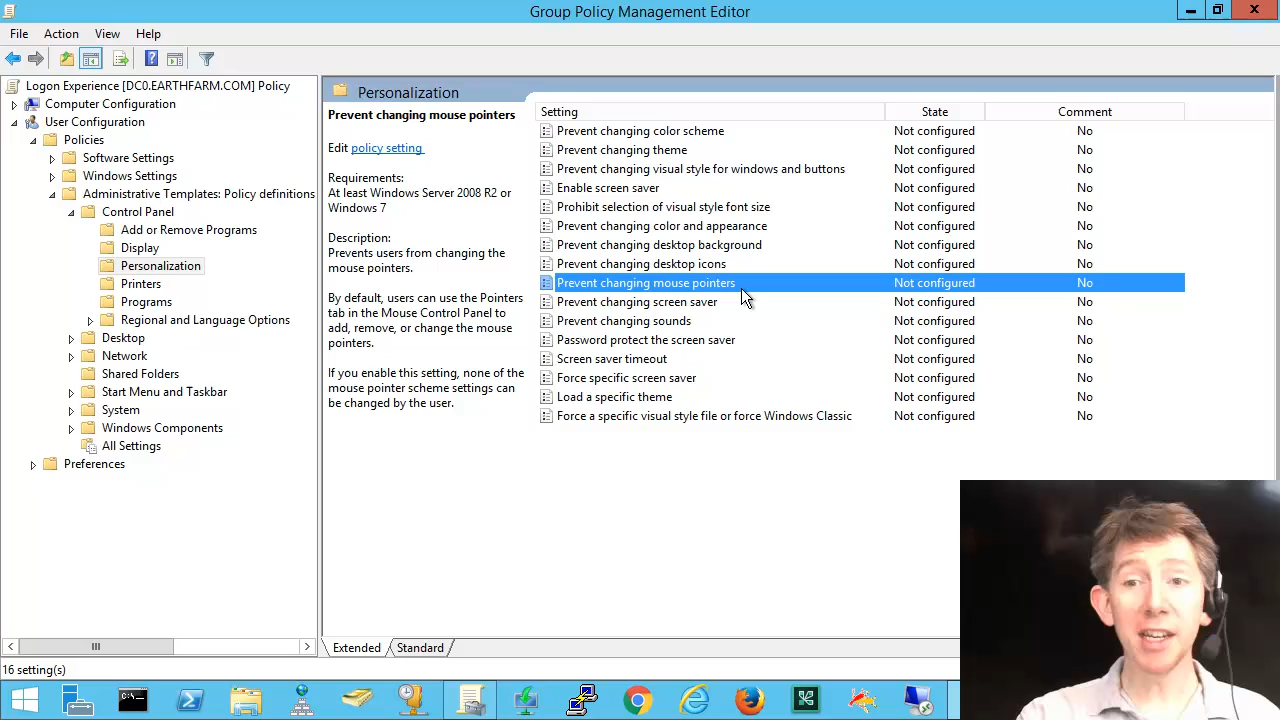 Group Policy Management Editor
File Action View Help
Logon Experience [DC0.EARTHFARM.COM] Policy
Computer Configuration
User Configuration
Policies
Software Settings
Windows Settings
Administrative Templates: Policy definitions
Control Panel
Add or Remove Programs
Display
Personalization
Printers
Programs
Regional and Language Options
Desktop
Network
Shared Folders
Start Menu and Taskbar
System
Windows Components
All Settings
Preferences
Personalization
Prevent changing mouse pointers
Edit policy setting
Requirements:
At least Windows Server 2008 R2 or
Windows 7
Description:
Prevents users from changing the
mouse pointers.
By default, users can use the Pointers
tab in the Mouse Control Panel to
add, remove, or change the mouse
pointers.
If you enable this setting, none of the
mouse pointer scheme settings can
be changed by the user.
Setting State Comment
Prevent changing color scheme Not configured No
Prevent changing theme Not configured No
Prevent changing visual style for windows and buttons Not configured No
Enable screen saver Not configured No
Prohibit selection of visual style font size Not configured No
Prevent changing color and appearance Not configured No
Prevent changing desktop background Not configured No
Prevent changing desktop icons Not configured No
Prevent changing mouse pointers Not configured No
Prevent changing screen saver Not configured No
Prevent changing sounds Not configured No
Password protect the screen saver Not configured No
Screen saver timeout Not configured No
Force specific screen saver Not configured No
Load a specific theme Not configured No
Force a specific visual style file or force Windows Classic Not configured No
Extended Standard
16 setting(s)